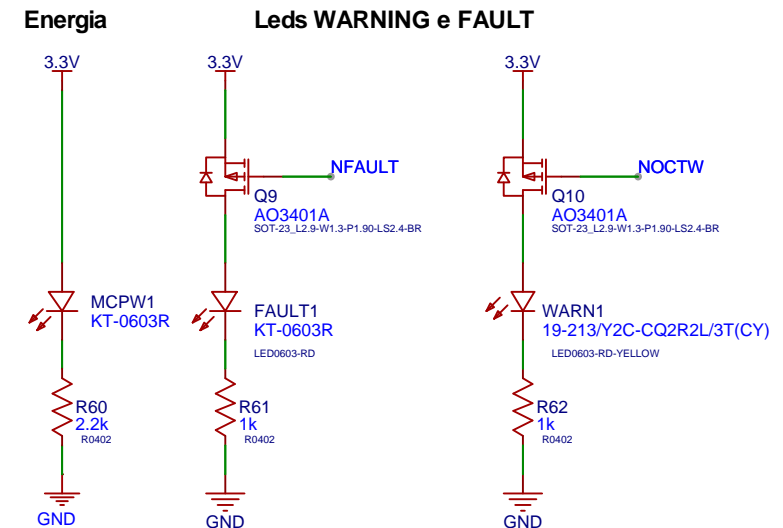 Energia
Leds WARNING e FAULT
3.3V
3.3V
3.3V
NFAULT
NOCTW
Q9
AO3401A
SOT-23_L2.9-W1.3-P1.90-LS2.4-BR
Q10
AO3401A
SOT-23_L2.9-W1.3-P1.90-LS2.4-BR
MCPW1
KT-0603R
FAULT1
KT-0603R
LED0603-RD
WARN1
19-213/Y2C-CQ2R2L/3T(CY)
LED0603-RD-YELLOW
R60
2.2k
R0402
R61
1k
R0402
R62
1k
R0402
GND
GND
GND